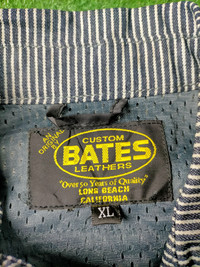 AN
ORIGINAL
BY
CUSTOM
BATES
LEATHERS
"Over 50 Years of Quality"
LONG BEACH
CALIFORNIA
XL